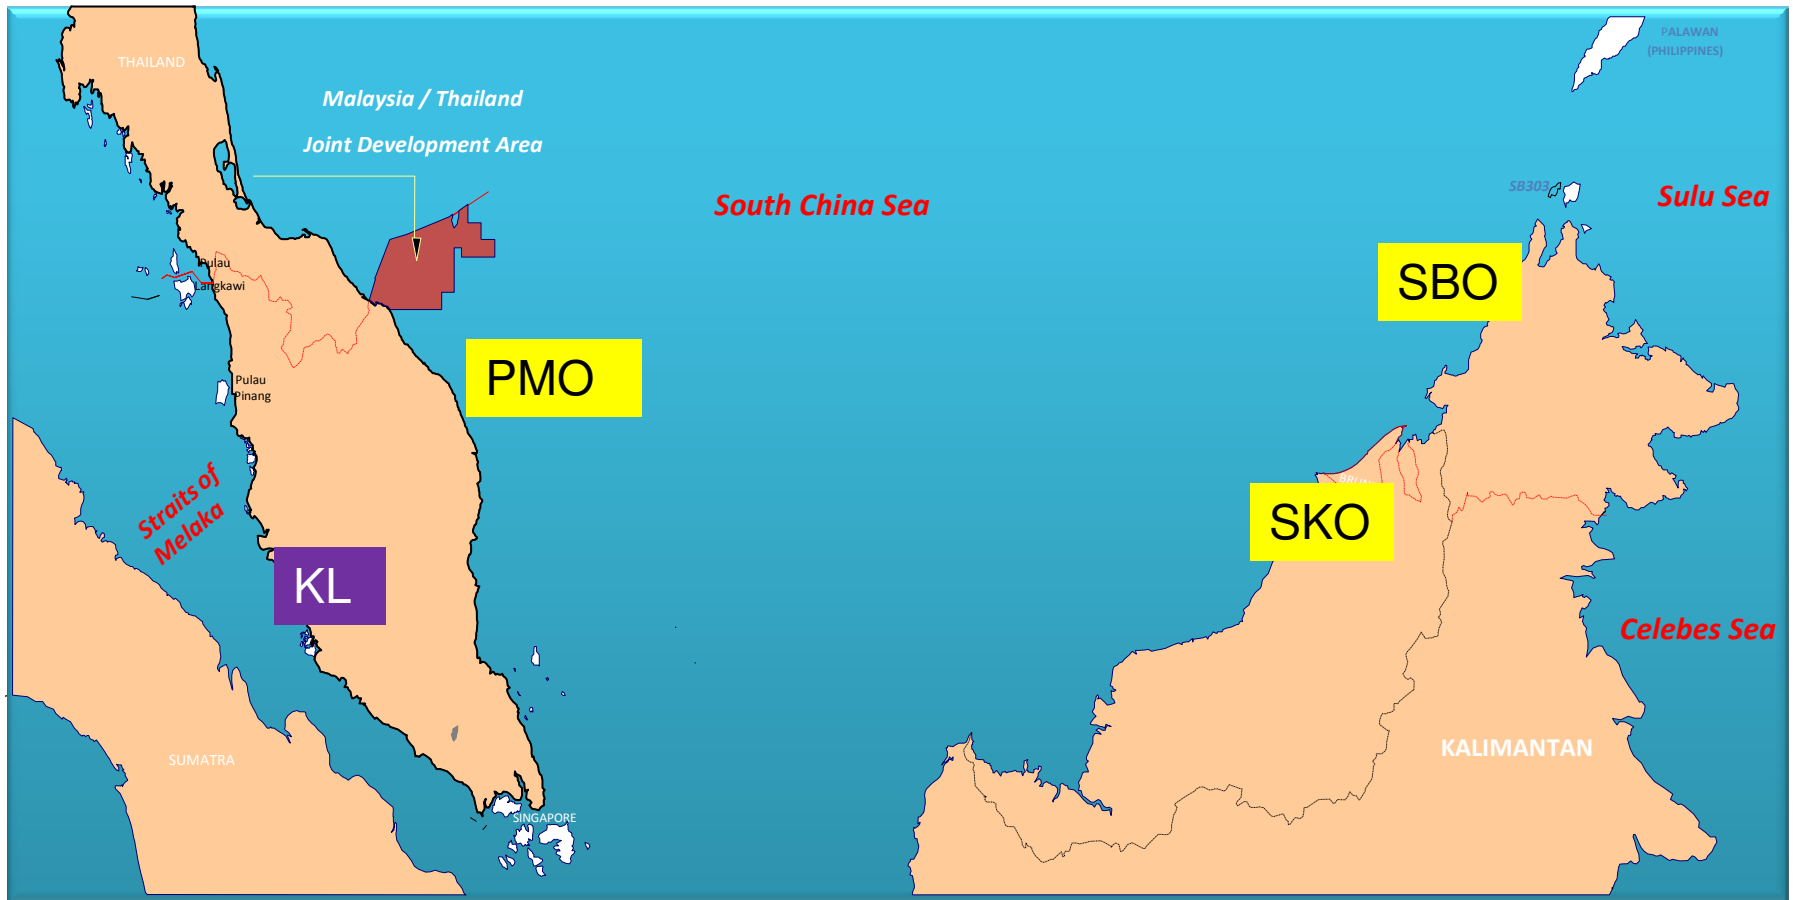 THAILAND
PALAWAN
(PHILIPPINES)
Malaysia / Thailand
Joint Development Area
SB303
South China Sea
Sulu Sea
Pulau
Langkawi
SBO
PMO
Pulau
Pinang
Straits of
Melaka
SKO
KL
Celebes Sea
KALIMANTAN
SUMATRA
SINGAPORE